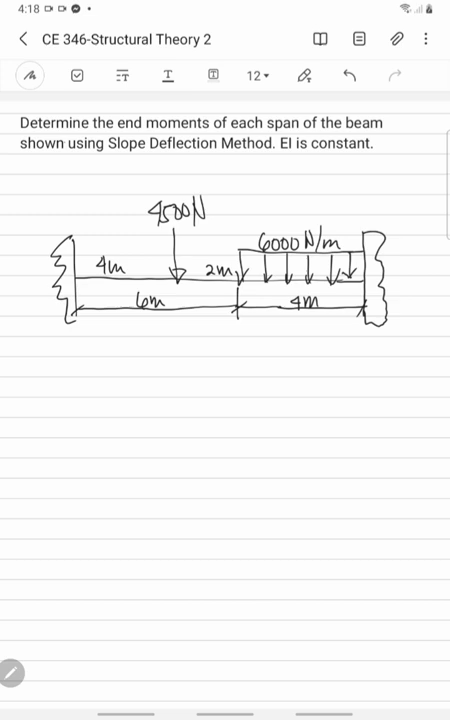 4:18
CE 346-Structural Theory 2
12
Determine the end moments of each span of the beam
shown using Slope Deflection Method. EI is constant.
4500N
6000 N/m
4m
2m
6m
4m